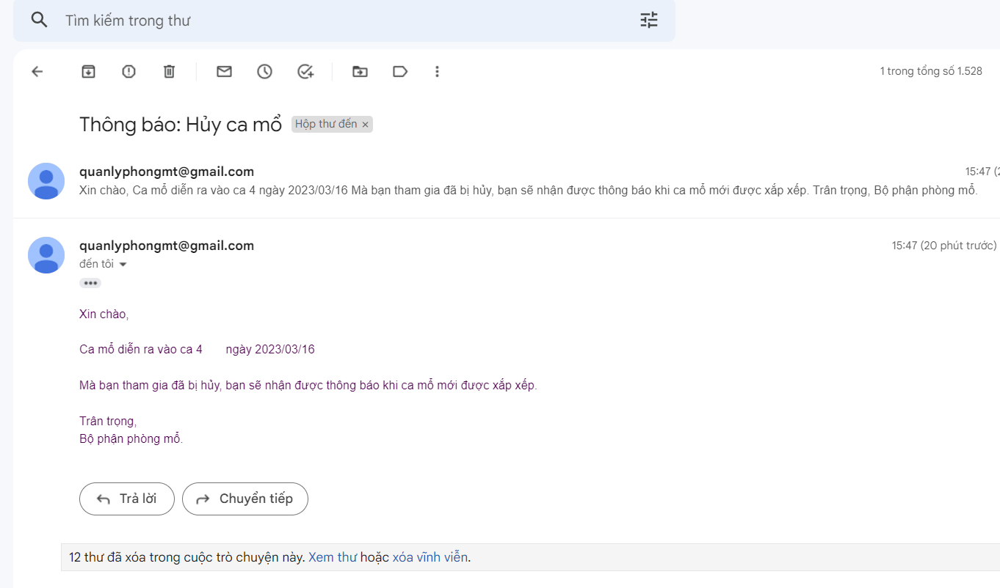 Tìm kiếm trong thư
1 trong tổng số 1.528
Thông báo: Hủy ca mổ Hộp thư đến ×
quanlyphongmt@gmail.com 15:47
Xin chào, Ca mổ diễn ra vào ca 4 ngày 2023/03/16 Mà bạn tham gia đã bị hủy, bạn sẽ nhận được thông báo khi ca mổ mới được xắp xếp. Trân trọng, Bộ phận phòng mổ.
quanlyphongmt@gmail.com 15:47 (20 phút trước)
đến tôi
Xin chào,
Ca mổ diễn ra vào ca 4 ngày 2023/03/16
Mà bạn tham gia đã bị hủy, bạn sẽ nhận được thông báo khi ca mổ mới được xắp xếp.
Trân trọng,
Bộ phận phòng mổ.
Trả lời Chuyển tiếp
12 thư đã xóa trong cuộc trò chuyện này. Xem thư hoặc xóa vĩnh viễn.